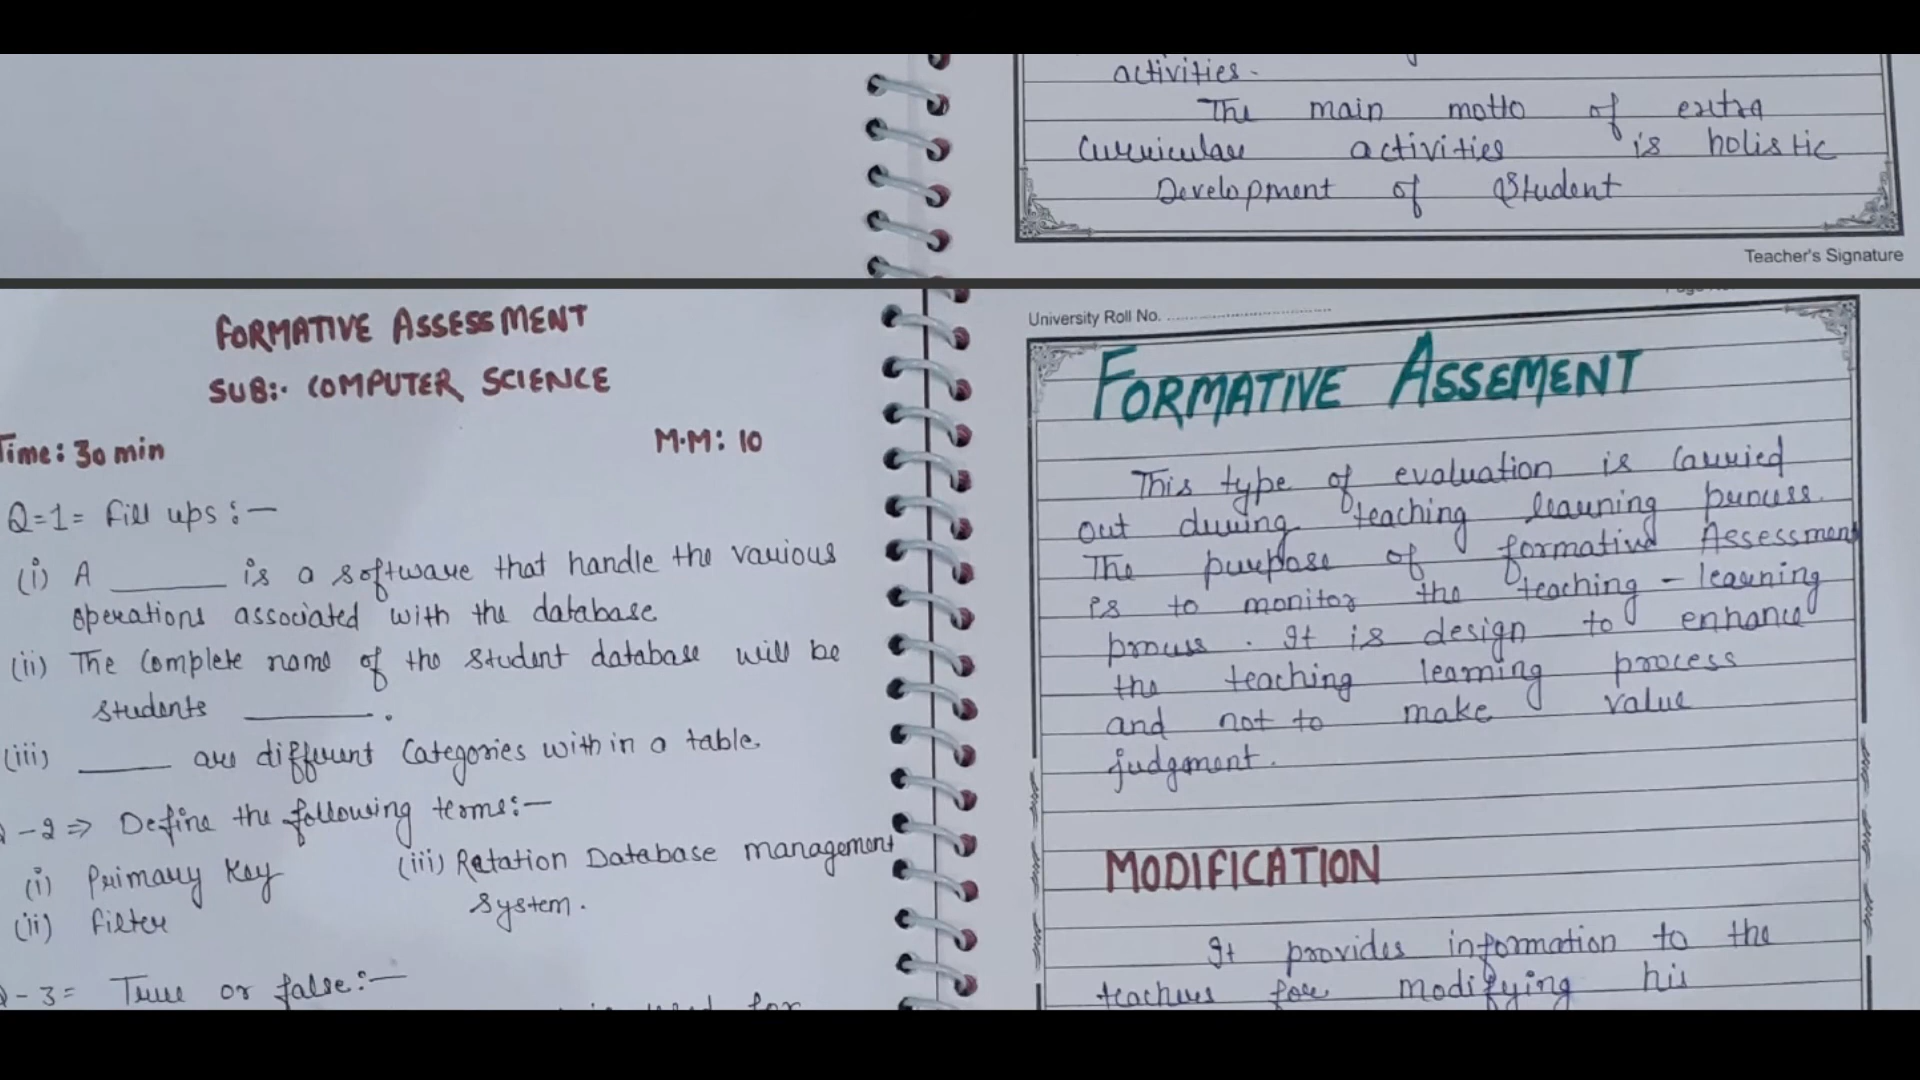 activities.
The main motto of extra
Curricular activities is holistic
Development of Student
Teacher's Signature
FORMATIVE ASSESSMENT
SUB:- COMPUTER SCIENCE
Time: 30 min M.M: 10
Q=1= Fill ups:—
(i) A ______ is a software that handle the various
operations associated with the database.
(ii) The Complete name of the student database will be
students ______.
(iii) _____ are different Categories within a table.
-2⇒ Define the following terms:—
(i) Primary Key (iii) Ratation Database management
system.
(ii) Filter
-3= True or false:—
used for
University Roll No.
FORMATIVE ASSEMENT
This type of evaluation is Carried
out during teaching learning process.
The purpose of formative Assessment
is to monitor the teaching - learning
process. It is design to enhance
the teaching learning process
and not to make value
judgment.
MODIFICATION
It provides information to the
teachers for modifying his